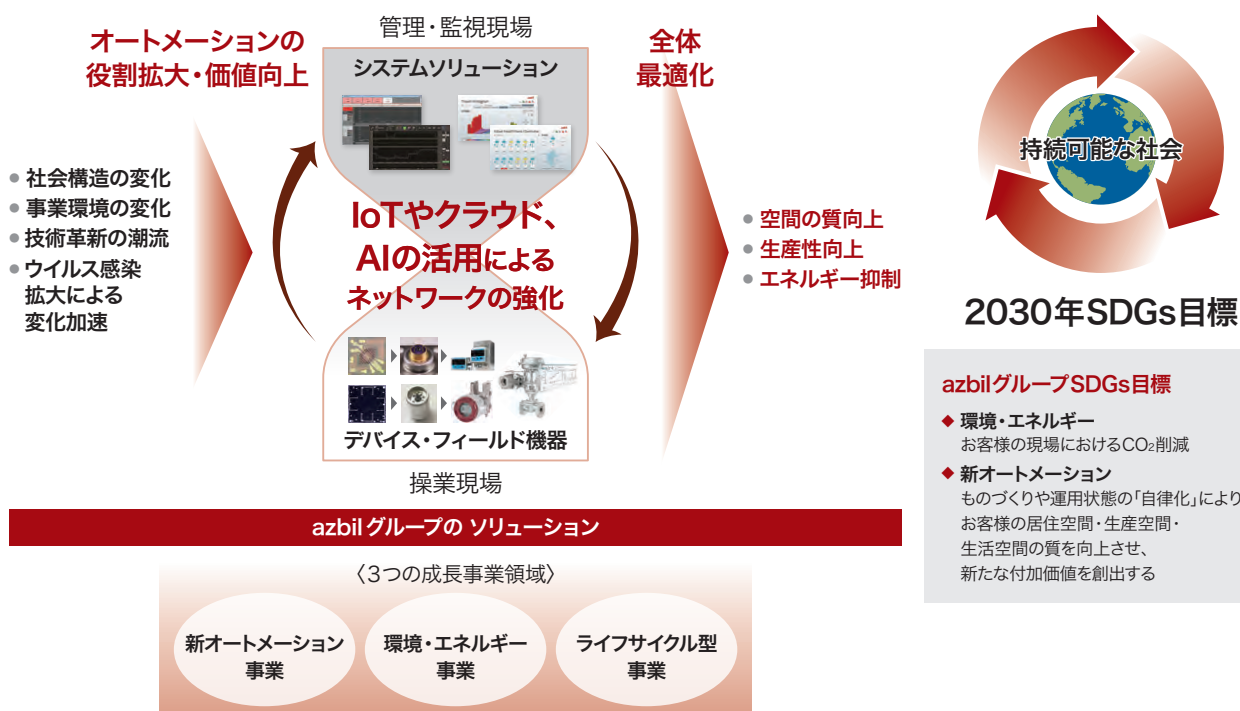 オートメーションの
役割拡大・価値向上
• 社会構造の変化
• 事業環境の変化
• 技術革新の潮流
• ウイルス感染
拡大による
変化加速
管理・監視現場
システムソリューション
IoTやクラウド、
AIの活用による
ネットワークの強化
デバイス・フィールド機器
操業現場
全体
最適化
• 空間の質向上
• 生産性向上
• エネルギー抑制
azbilグループの ソリューション
〈3つの成長事業領域〉
新オートメーション
事業
環境・エネルギー
事業
ライフサイクル型
事業
持続可能な社会
2030年SDGs目標
azbilグループSDGs目標
◆ 環境・エネルギー
お客様の現場におけるCO₂削減
◆ 新オートメーション
ものづくりや運用状態の「自律化」により
お客様の居住空間・生産空間・
生活空間の質を向上させ、
新たな付加価値を創出する